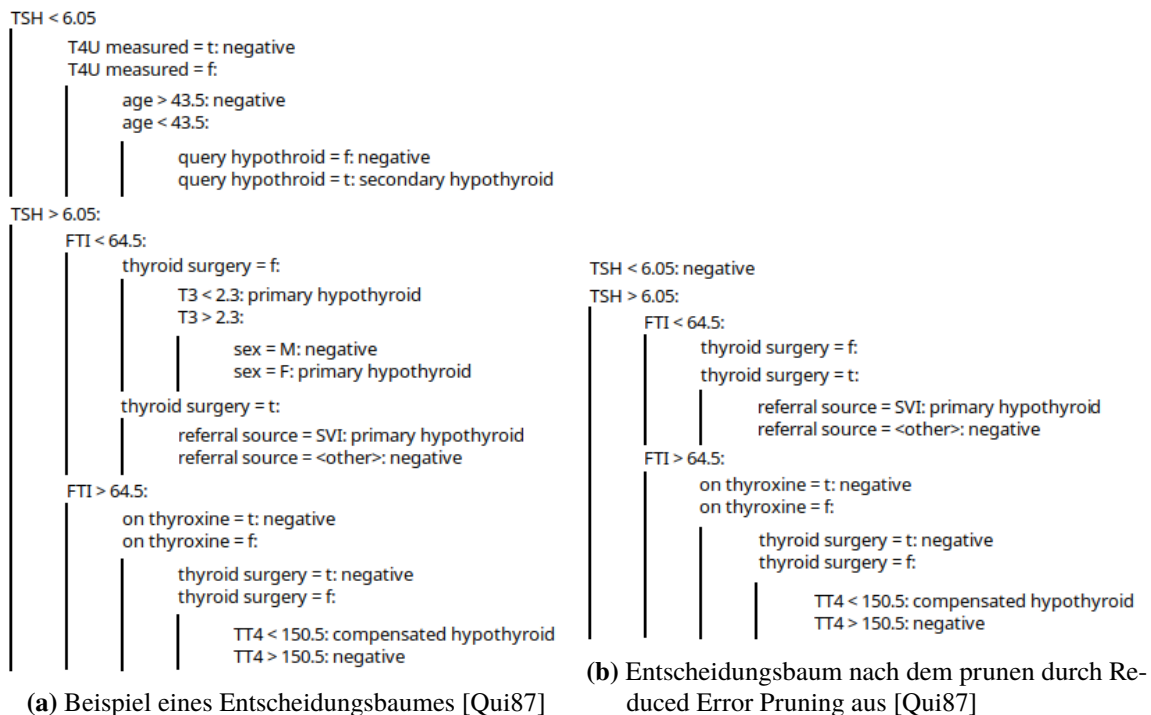 TSH < 6.05
T4U measured = t: negative
T4U measured = f:
age > 43.5: negative
age < 43.5:
query hypothroid = f: negative
query hypothroid = t: secondary hypothyroid
TSH > 6.05:
FTI < 64.5:
thyroid surgery = f:
T3 < 2.3: primary hypothyroid
T3 > 2.3:
sex = M: negative
sex = F: primary hypothyroid
thyroid surgery = t:
referral source = SVI: primary hypothyroid
referral source = <other>: negative
FTI > 64.5:
on thyroxine = t: negative
on thyroxine = f:
thyroid surgery = t: negative
thyroid surgery = f:
TT4 < 150.5: compensated hypothyroid
TT4 > 150.5: negative
(a) Beispiel eines Entscheidungsbaumes [Qui87]
TSH < 6.05: negative
TSH > 6.05:
FTI < 64.5:
thyroid surgery = f:
thyroid surgery = t:
referral source = SVI: primary hypothyroid
referral source = <other>: negative
FTI > 64.5:
on thyroxine = t: negative
on thyroxine = f:
thyroid surgery = t: negative
thyroid surgery = f:
TT4 < 150.5: compensated hypothyroid
TT4 > 150.5: negative
(b) Entscheidungsbaum nach dem prunen durch Re-
duced Error Pruning aus [Qui87]